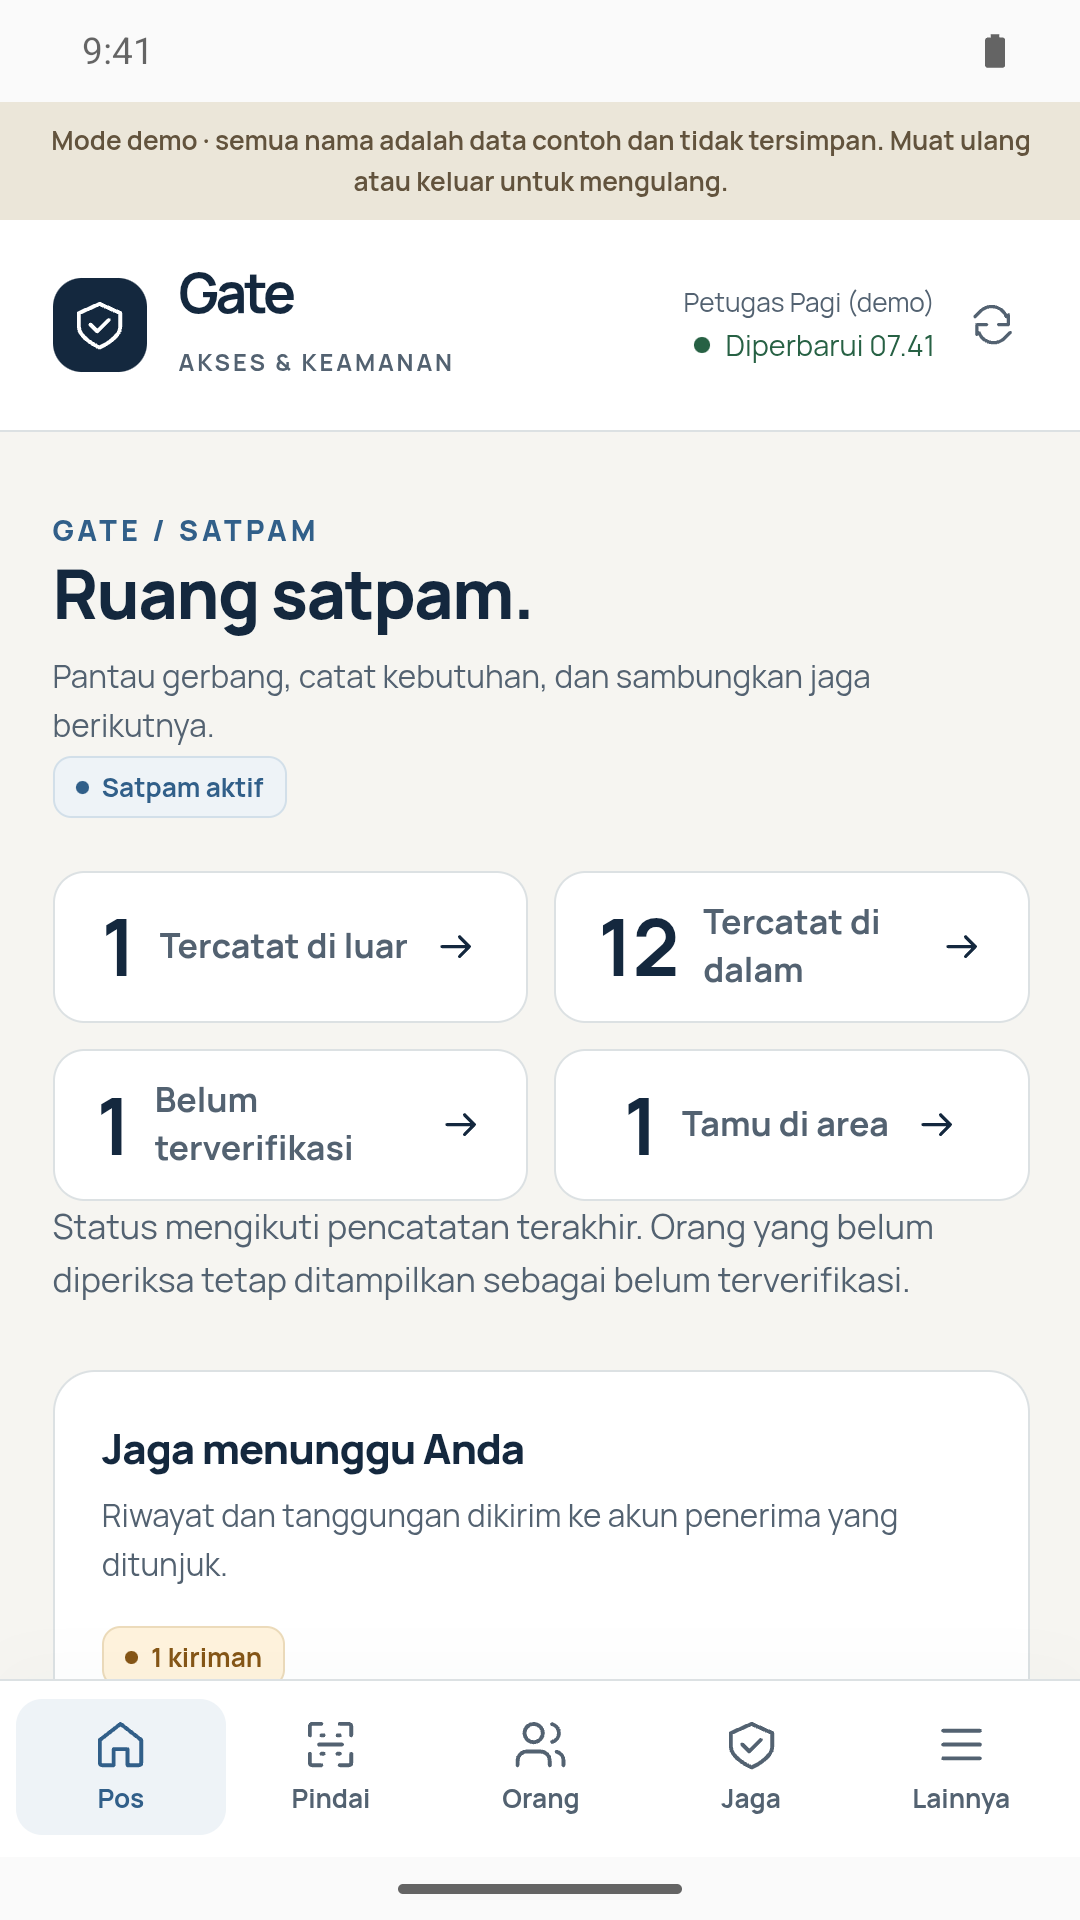 9:41
Mode demo · semua nama adalah data contoh dan tidak tersimpan. Muat ulang
atau keluar untuk mengulang.
Gate
AKSES & KEAMANAN
Petugas Pagi (demo)
Diperbarui 07.41
GATE / SATPAM
Ruang satpam.
Pantau gerbang, catat kebutuhan, dan sambungkan jaga
berikutnya.
Satpam aktif
1 Tercatat di luar
12 Tercatat di
dalam
1 Belum
terverifikasi
1 Tamu di area
Status mengikuti pencatatan terakhir. Orang yang belum
diperiksa tetap ditampilkan sebagai belum terverifikasi.
Jaga menunggu Anda
Riwayat dan tanggungan dikirim ke akun penerima yang
ditunjuk.
1 kiriman
Pos
Pindai
Orang
Jaga
Lainnya